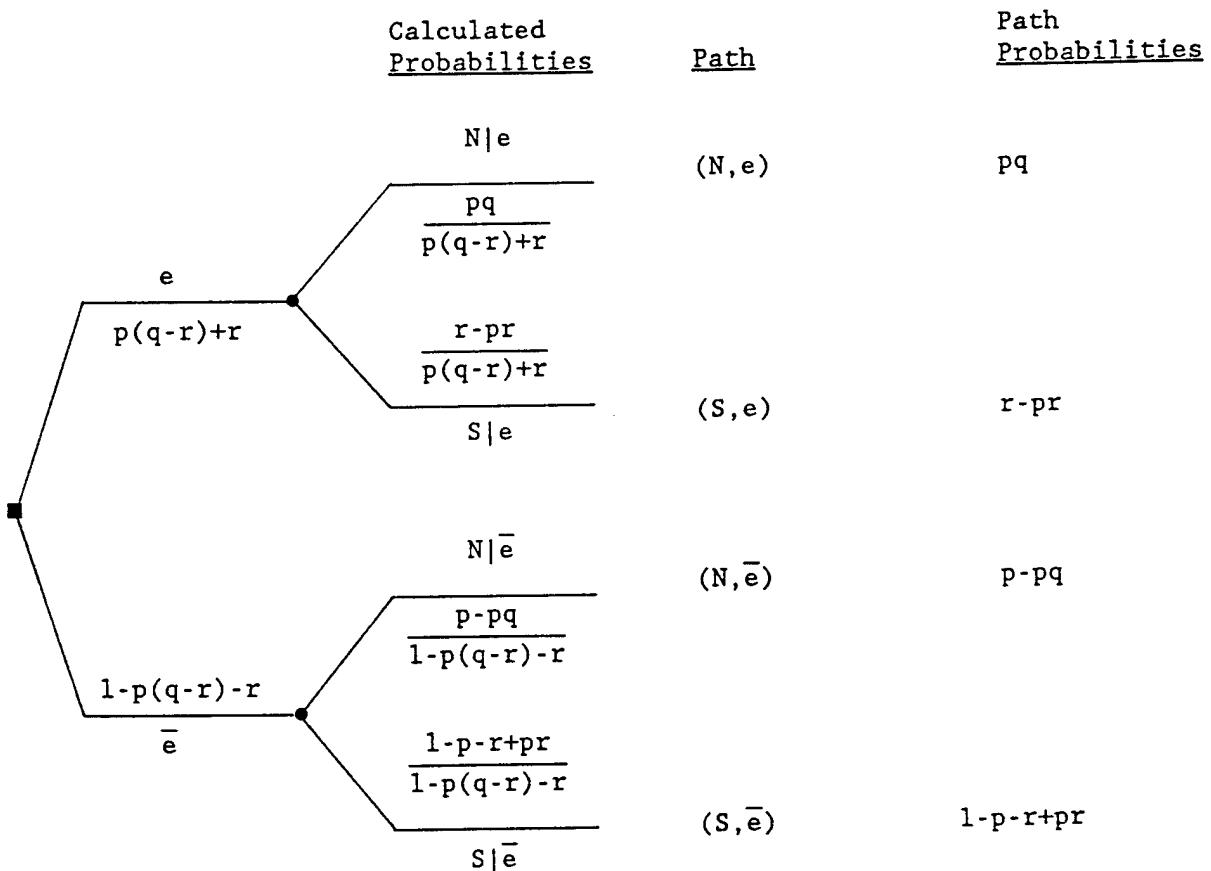 Calculated Probabilities
Path
Path Probabilities
N|e
pq
p(q-r)+r
(N,e)
pq
e
p(q-r)+r
r-pr
p(q-r)+r
S|e
(S,e)
r-pr
N|e̅
p-pq
1-p(q-r)-r
(N,e̅)
p-pq
1-p(q-r)-r
e̅
1-p-r+pr
1-p(q-r)-r
S|e̅
(S,e̅)
1-p-r+pr